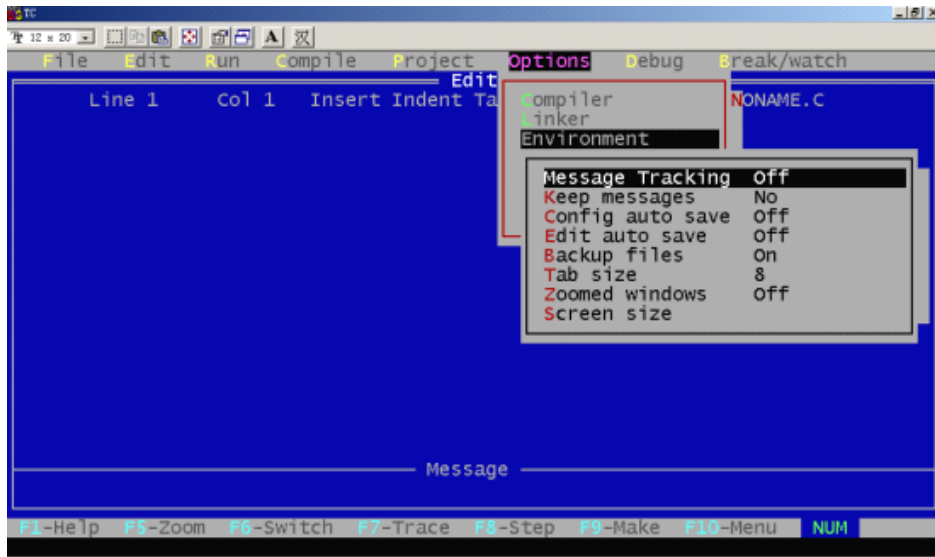 TC
Tr 12 x 20 A 汉
File Edit Run Compile Project Options Debug Break/watch
Edit
Line 1 Col 1 Insert Indent Ta NONAME.C
Compiler
Linker
Environment
Message Tracking Off
Keep messages No
Config auto save Off
Edit auto save Off
Backup files On
Tab size 8
Zoomed windows Off
Screen size
Message
F1-Help F5-Zoom F6-Switch F7-Trace F8-Step F9-Make F10-Menu NUM